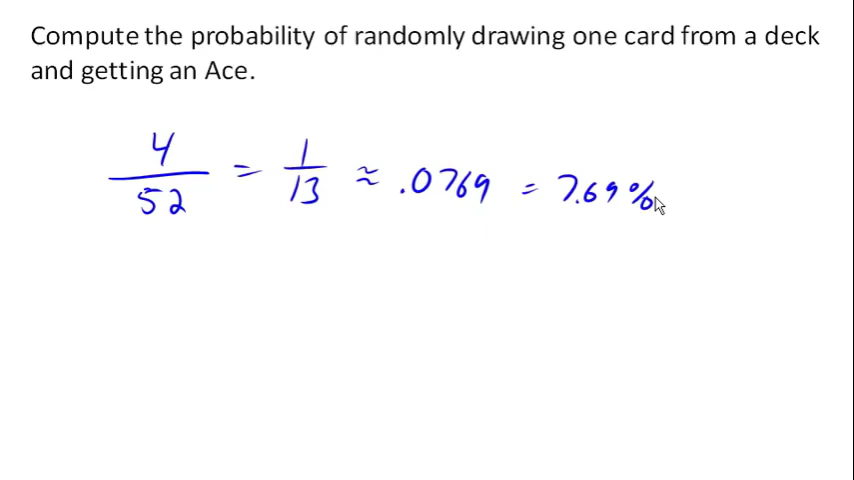 Compute the probability of randomly drawing one card from a deck
and getting an Ace.
4/52 = 1/13 ≈ .0769 = 7.69%